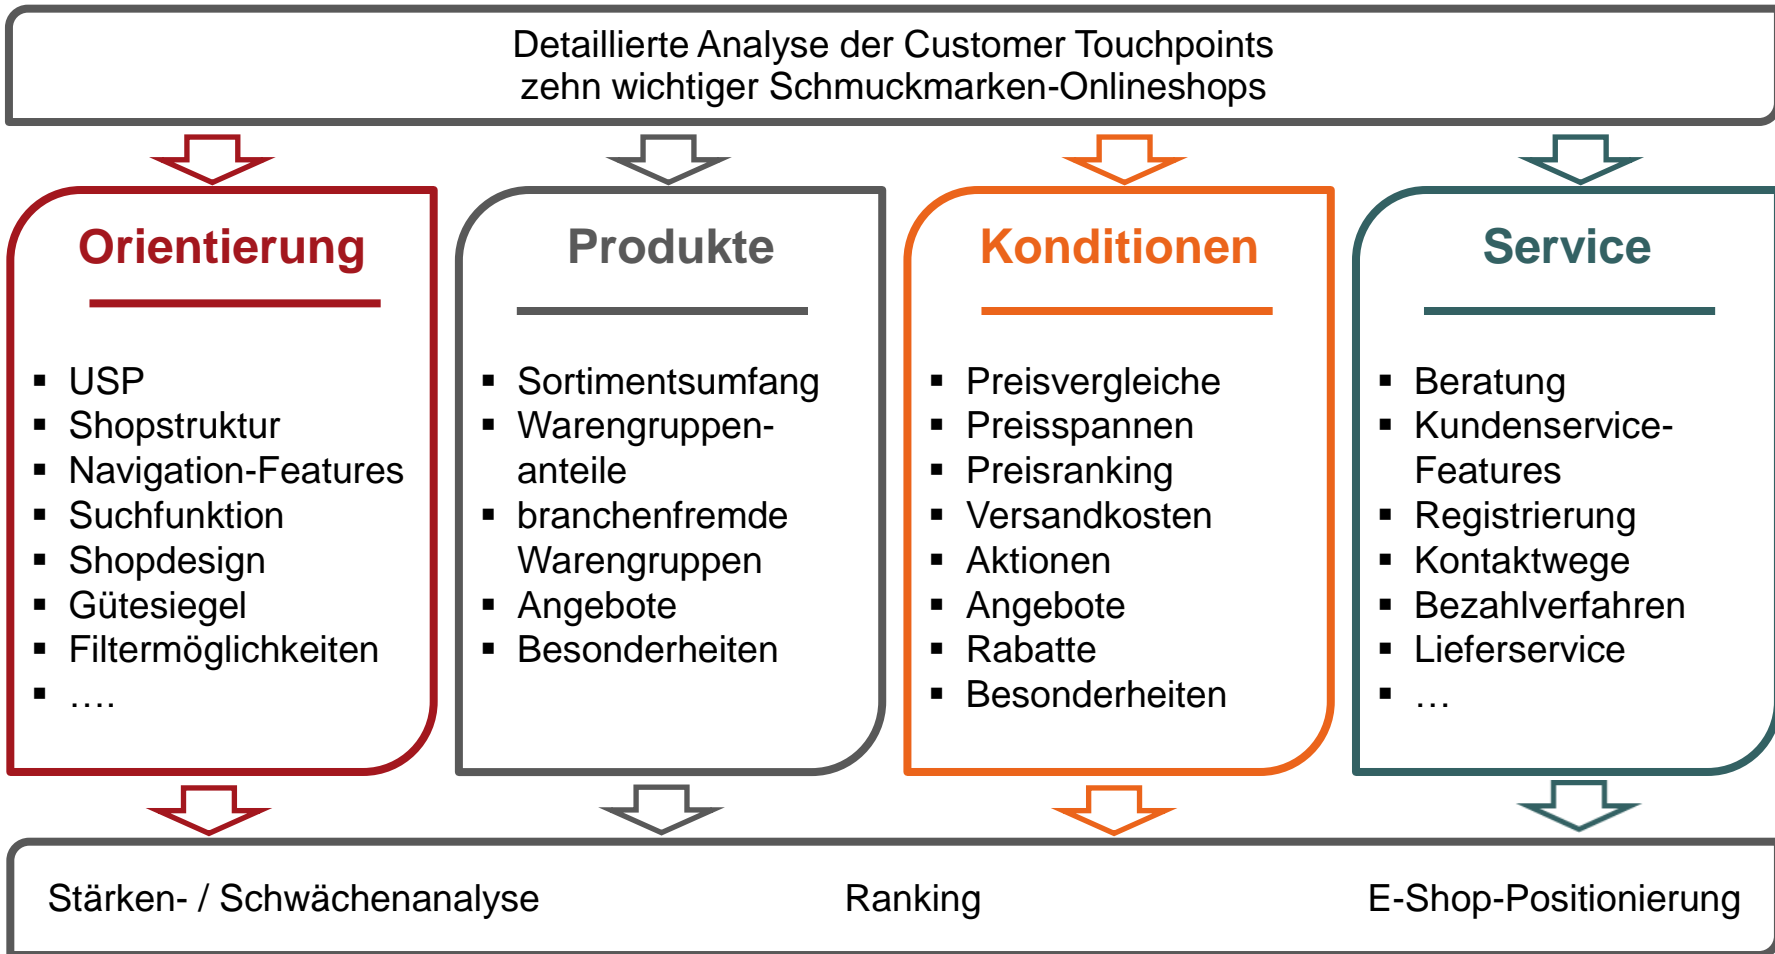 Detaillierte Analyse der Customer Touchpoints
zehn wichtiger Schmuckmarken-Onlineshops
Orientierung
▪ USP
▪ Shopstruktur
▪ Navigation-Features
▪ Suchfunktion
▪ Shopdesign
▪ Gütesiegel
▪ Filtermöglichkeiten
▪ ….
Produkte
▪ Sortimentsumfang
▪ Warengruppen-
anteile
▪ branchenfremde
Warengruppen
▪ Angebote
▪ Besonderheiten
Konditionen
▪ Preisvergleiche
▪ Preisspannen
▪ Preisranking
▪ Versandkosten
▪ Aktionen
▪ Angebote
▪ Rabatte
▪ Besonderheiten
Service
▪ Beratung
▪ Kundenservice-
Features
▪ Registrierung
▪ Kontaktwege
▪ Bezahlverfahren
▪ Lieferservice
▪ …
Stärken- / Schwächenanalyse
Ranking
E-Shop-Positionierung